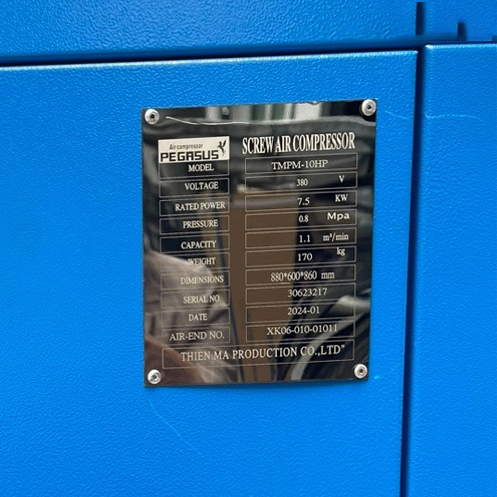 Air compressor
PEGASUS
SCREW AIR COMPRESSOR
MODEL TMPM-10HP
VOLTAGE 380 V
RATED POWER 7.5 KW
PRESSURE 0.8 Mpa
CAPACITY 1.1 m³/min
WEIGHT 170 kg
DIMENSIONS 880*600*860 mm
SERIAL NO. 30623217
DATE 2024-01
AIR-END NO. XK06-010-01011
"THIEN MA PRODUCTION CO.,LTD"